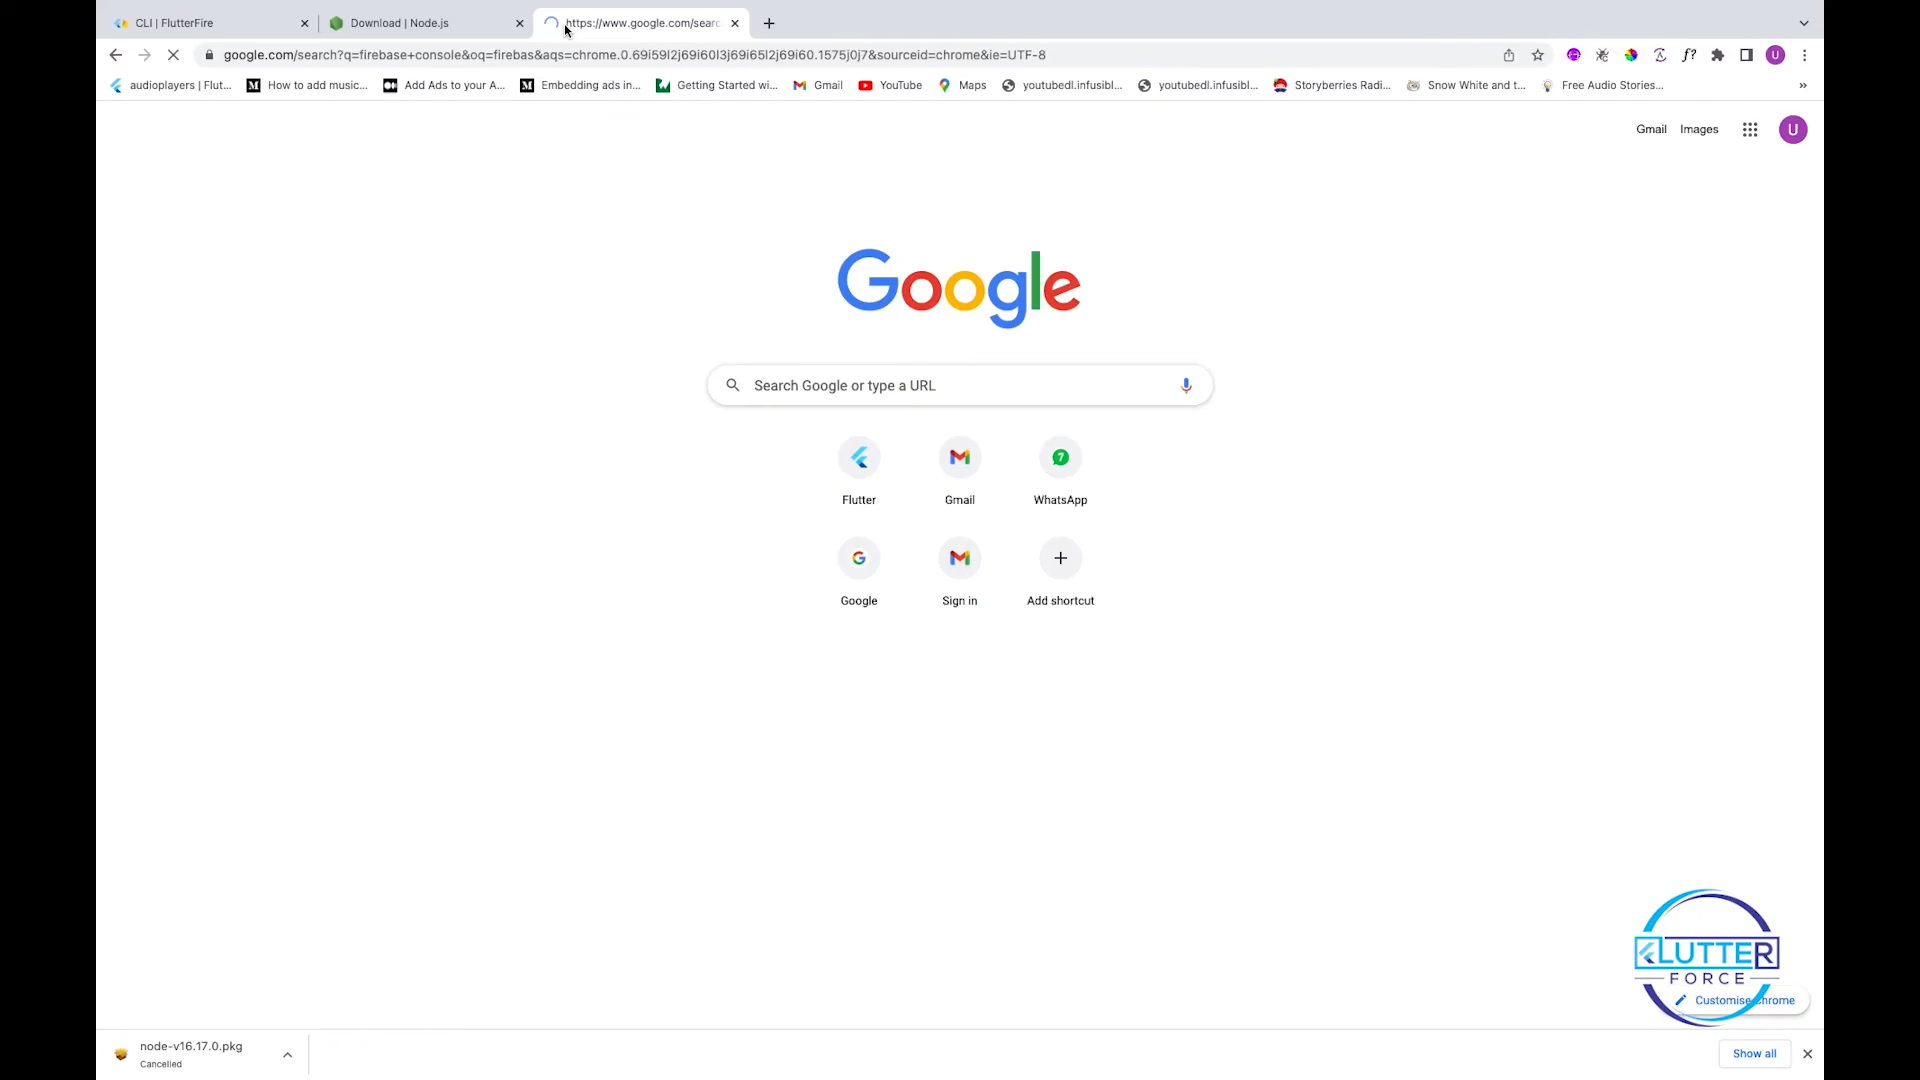 CLI | FlutterFire
Download | Node.js
https://www.google.com/searc
google.com/search?q=firebase+console&oq=firebas&aqs=chrome.0.69i59l2j69i60l3j69i65l2j69i60.1575j0j7&sourceid=chrome&ie=UTF-8
f?
U
audioplayers | Flut...
How to add music...
Add Ads to your A...
Embedding ads in...
Getting Started wi...
Gmail
YouTube
Maps
youtubedl.infusibl...
youtubedl.infusibl...
Storyberries Radi...
Snow White and t...
Free Audio Stories...
»
Gmail
Images
U
Google
Search Google or type a URL
7
Flutter
Gmail
WhatsApp
G
Google
Sign in
Add shortcut
FLUTTER
FORCE
Customise Chrome
node-v16.17.0.pkg
Cancelled
Show all